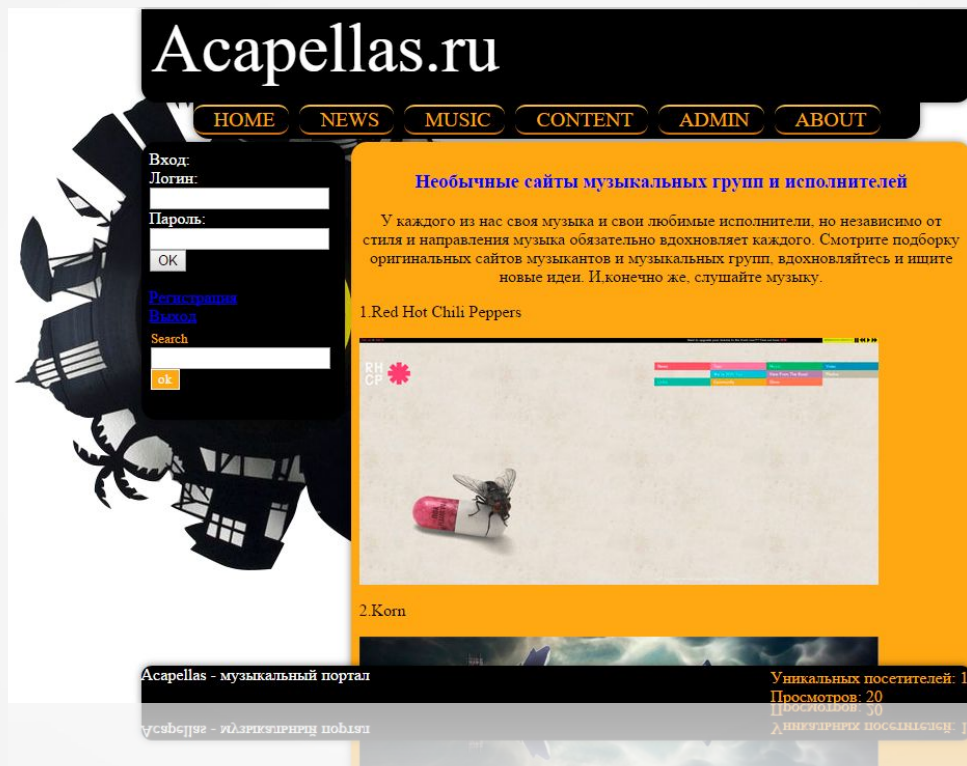 Acapellas.ru
HOME NEWS MUSIC CONTENT ADMIN ABOUT
Вход:
Логин:
Пароль:
OK
Регистрация
Выход
Search
ok
Необычные сайты музыкальных групп и исполнителей
У каждого из нас своя музыка и свои любимые исполнители, но независимо от
стиля и направления музыка обязательно вдохновляет каждого. Смотрите подборку
оригинальных сайтов музыкантов и музыкальных групп, вдохновляйтесь и ищите
новые идеи. И,конечно же, слушайте музыку.
1.Red Hot Chili Peppers
RH
CP
2.Korn
Acapellas - музыкальный портал
Уникальных посетителей: 1
Просмотров: 20